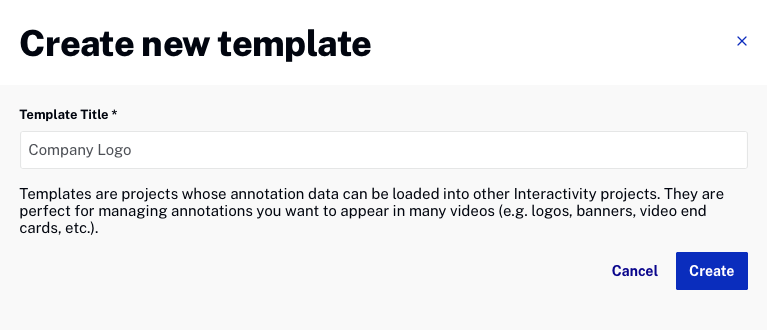 Create new template
×
Template Title *
Company Logo
Templates are projects whose annotation data can be loaded into other Interactivity projects. They are
perfect for managing annotations you want to appear in many videos (e.g. logos, banners, video end
cards, etc.).
Cancel
Create